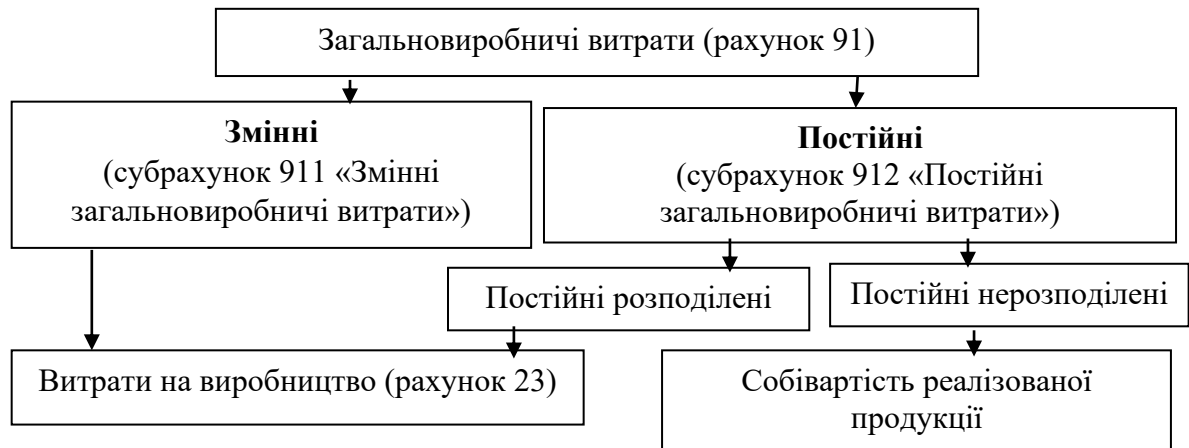 Загальновиробничі витрати (рахунок 91)
Змінні
(субрахунок 911 «Змінні
загальновиробничі витрати»)
Постійні
(субрахунок 912 «Постійні
загальновиробничі витрати»)
Постійні розподілені
Постійні нерозподілені
Витрати на виробництво (рахунок 23)
Собівартість реалізованої
продукції